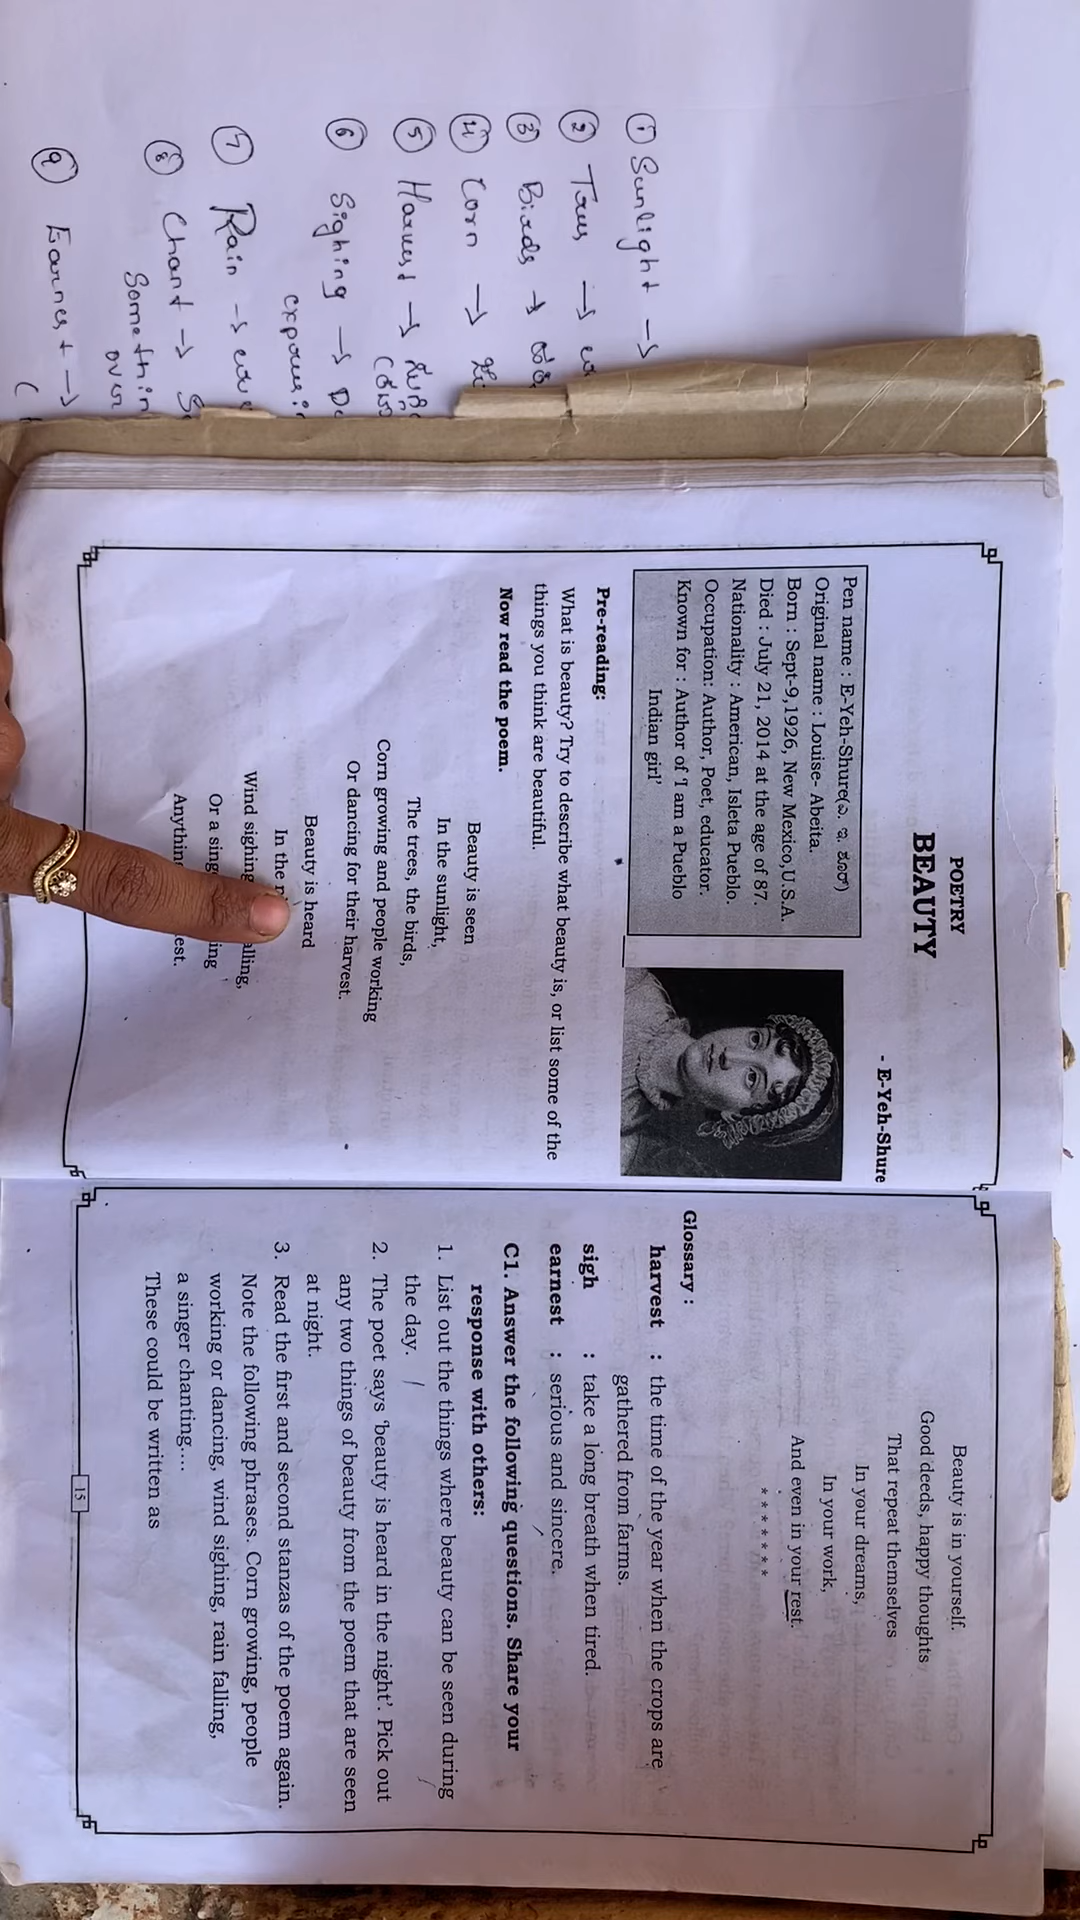 ① Sunlight →
② Trees →
③ Birds →
④ Corn →
⑤ Harvest →
⑥ Sighing →
⑦ Rain →
⑧ Chant →
Somethin
over
⑨ Earnest →
POETRY
BEAUTY
- E-Yeh-Shure
Pen name : E-Yeh-Shure(ಎ. ಇ. ಶೂರ್)
Original name : Louise- Abeita.
Born : Sept-9,1926, New Mexico,U.S.A.
Died : July 21, 2014 at the age of 87.
Nationality : American, Isleta Pueblo.
Occupation: Author, Poet, educator.
Known for : Author of 'I am a Pueblo
Indian girl'
Pre-reading:
What is beauty? Try to describe what beauty is, or list some of the
things you think are beautiful.
Now read the poem.
Beauty is seen
In the sunlight,
The trees, the birds,
Corn growing and people working
Or dancing for their harvest.
Beauty is heard
In the
Wind sighing alling,
Or a sing ing
Anythin est.
Beauty is in yourself.
Good deeds, happy thoughts
That repeat themselves
In your dreams,
In your work,
And even in your rest.
*******
Glossary :
harvest : the time of the year when the crops are
gathered from farms.
sigh : take a long breath when tired.
earnest : serious and sincere.
C1. Answer the following questions. Share your
response with others:
1. List out the things where beauty can be seen during
the day.
2. The poet says 'beauty is heard in the night'. Pick out
any two things of beauty from the poem that are seen
at night.
3. Read the first and second stanzas of the poem again.
Note the following phrases. Corn growing, people
working or dancing, wind sighing, rain falling,
a singer chanting....
These could be written as
15